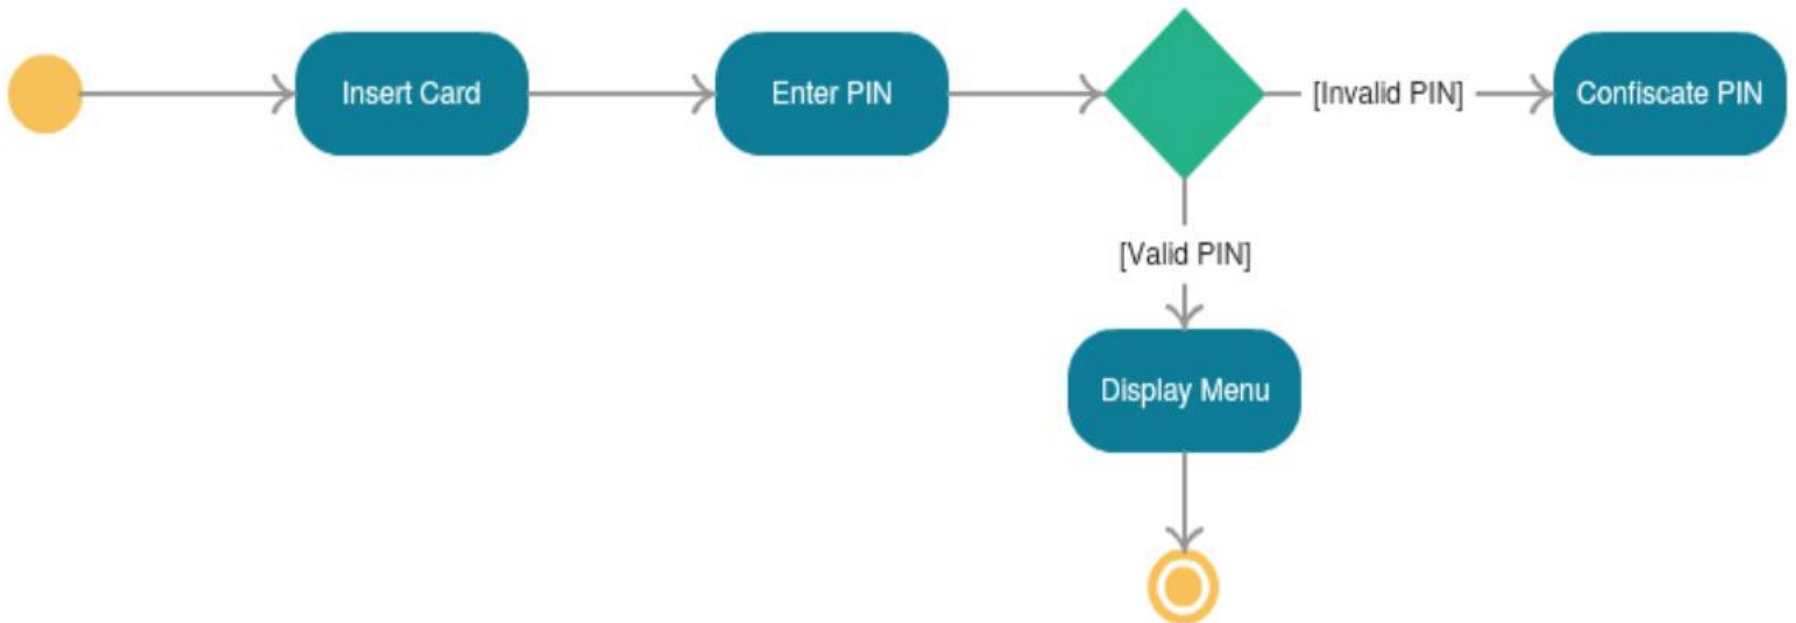 Insert Card
Enter PIN
[Invalid PIN]
Confiscate PIN
[Valid PIN]
Display Menu